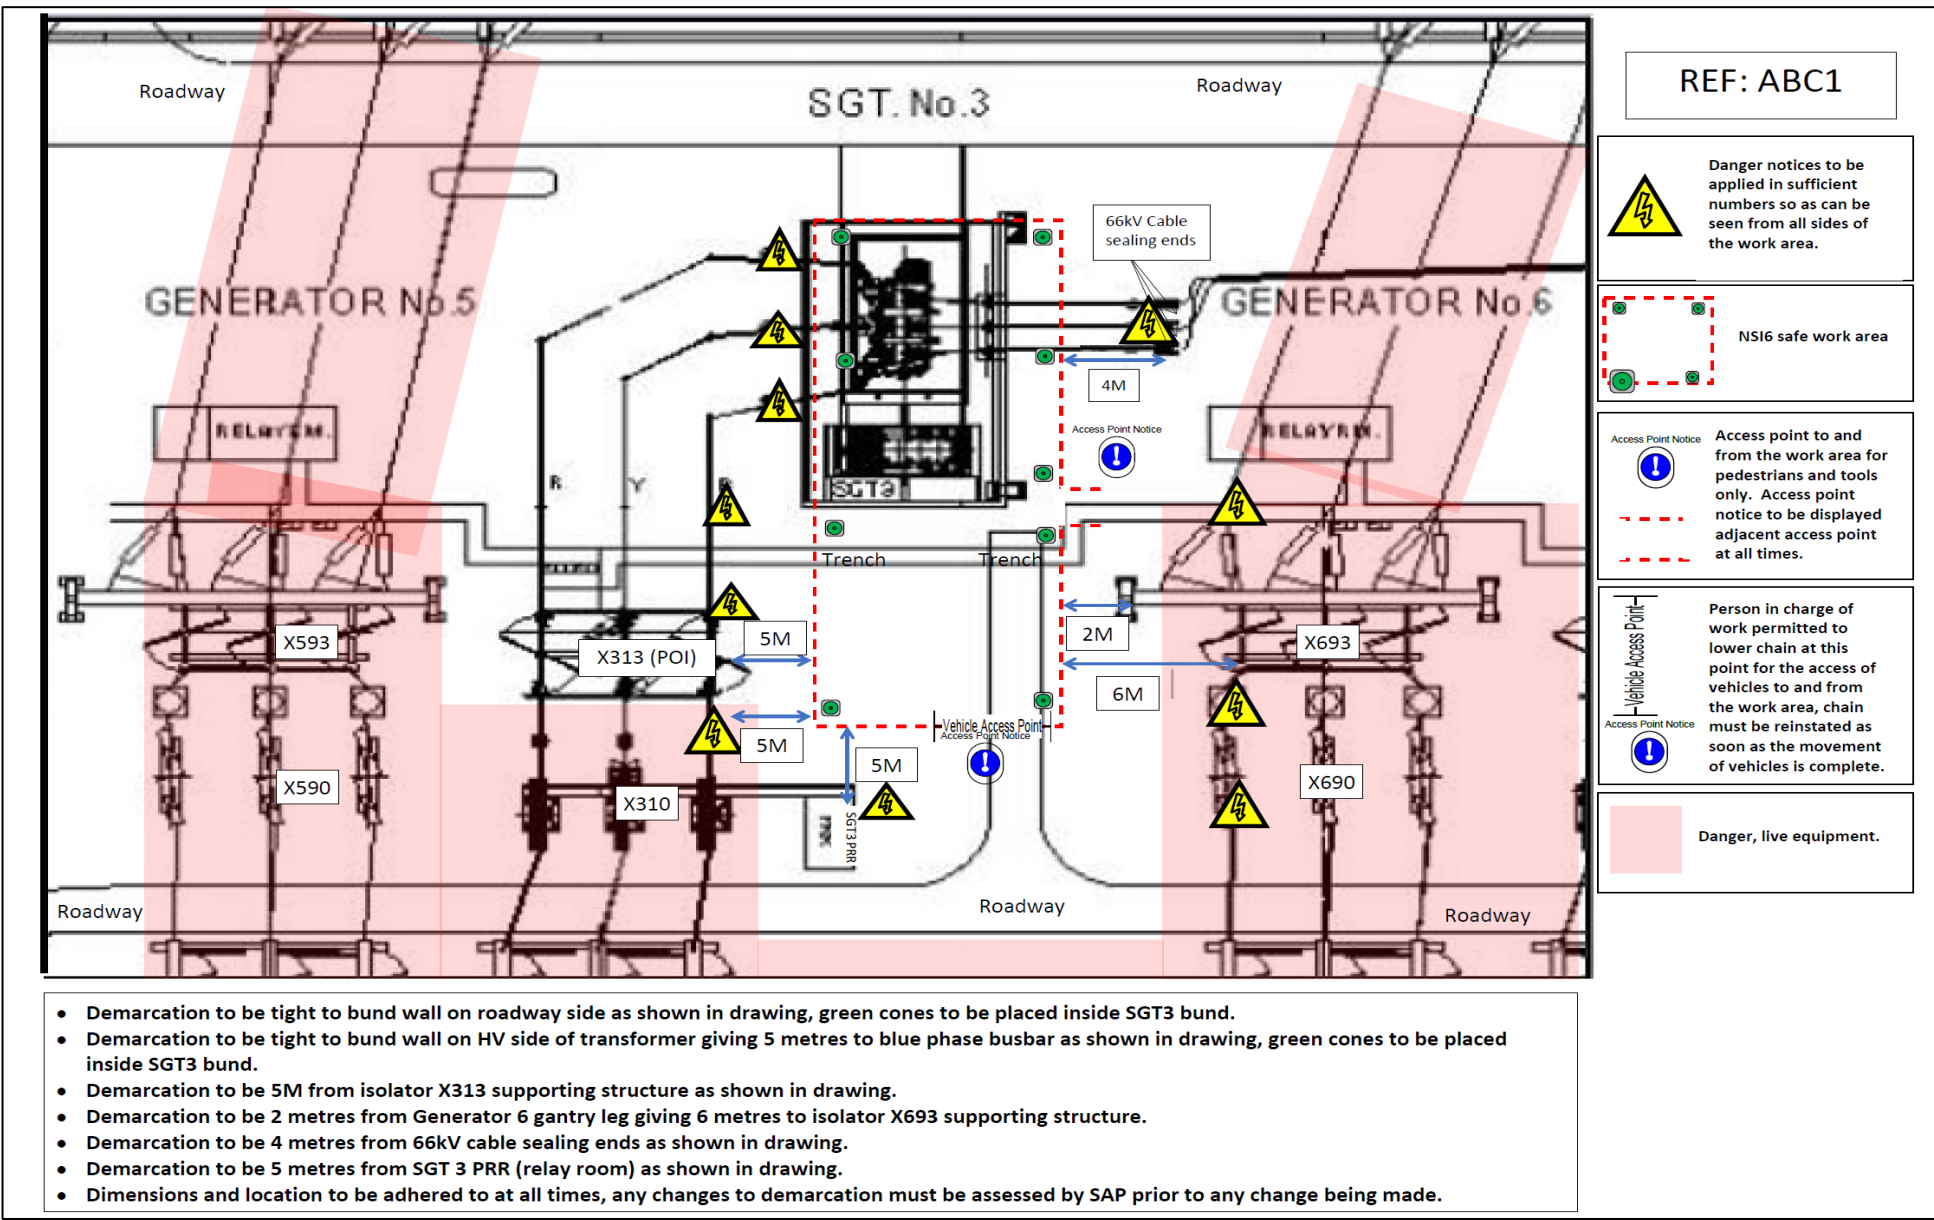 Roadway
SGT. No.3
Roadway
REF: ABC1
Danger notices to be
applied in sufficient
numbers so as can be
seen from all sides of
the work area.
66kV Cable
sealing ends
GENERATOR No.5
GENERATOR No.6
NSI6 safe work area
4M
Access Point Notice
RELAY RM.
RELAY RM.
Access Point Notice
Access point to and
from the work area for
pedestrians and tools
only. Access point
notice to be displayed
adjacent access point
at all times.
R
Y
B
SGT3
Trench
Trench
X593
X313 (POI)
5M
2M
X693
6M
Vehicle Access Point
Access Point Notice
Person in charge of
work permitted to
lower chain at this
point for the access of
vehicles to and from
the work area, chain
must be reinstated as
soon as the movement
of vehicles is complete.
5M
Vehicle Access Point
Access Point Notice
5M
X590
X310
X690
SGT3 PRR
Danger, live equipment.
Roadway
Roadway
Roadway
• Demarcation to be tight to bund wall on roadway side as shown in drawing, green cones to be placed inside SGT3 bund.
• Demarcation to be tight to bund wall on HV side of transformer giving 5 metres to blue phase busbar as shown in drawing, green cones to be placed
inside SGT3 bund.
• Demarcation to be 5M from isolator X313 supporting structure as shown in drawing.
• Demarcation to be 2 metres from Generator 6 gantry leg giving 6 metres to isolator X693 supporting structure.
• Demarcation to be 4 metres from 66kV cable sealing ends as shown in drawing.
• Demarcation to be 5 metres from SGT 3 PRR (relay room) as shown in drawing.
• Dimensions and location to be adhered to at all times, any changes to demarcation must be assessed by SAP prior to any change being made.